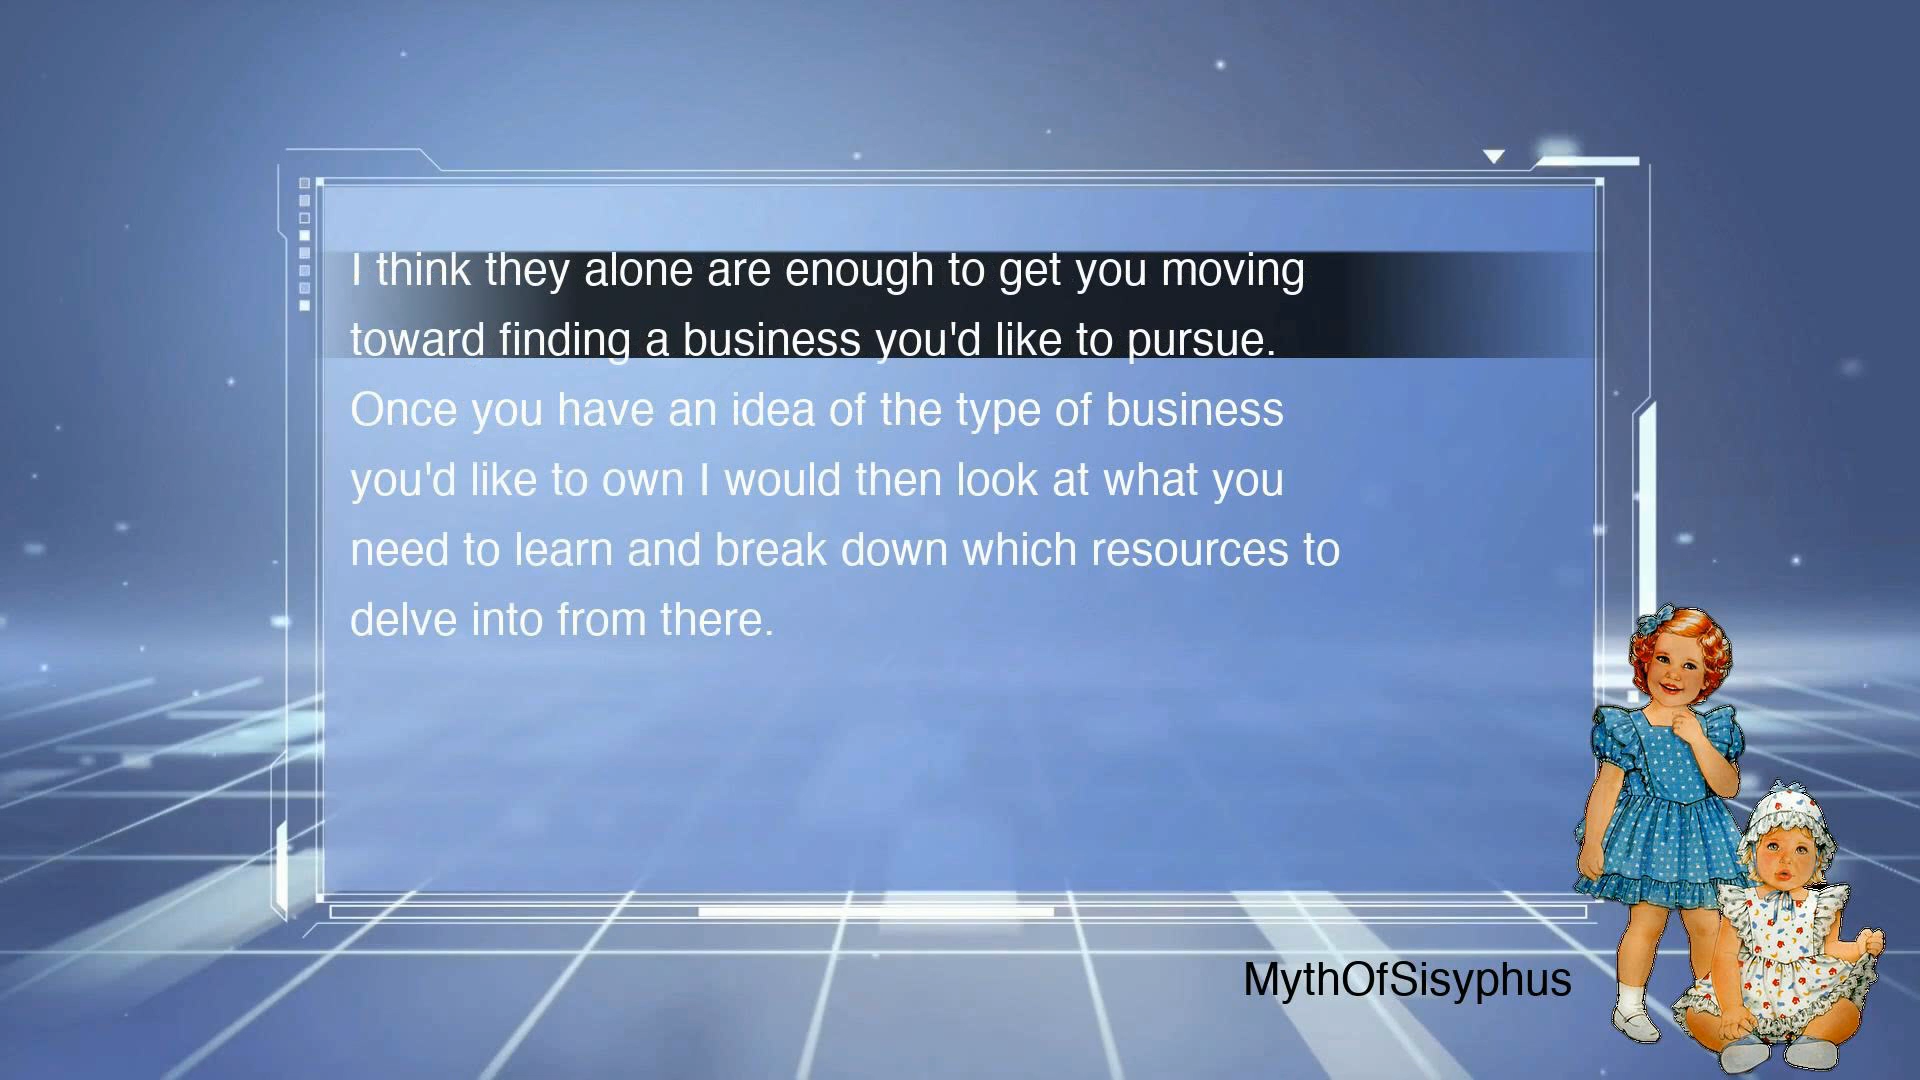 I think they alone are enough to get you moving
toward finding a business you'd like to pursue.
Once you have an idea of the type of business
you'd like to own I would then look at what you
need to learn and break down which resources to
delve into from there.
MythOfSisyphus